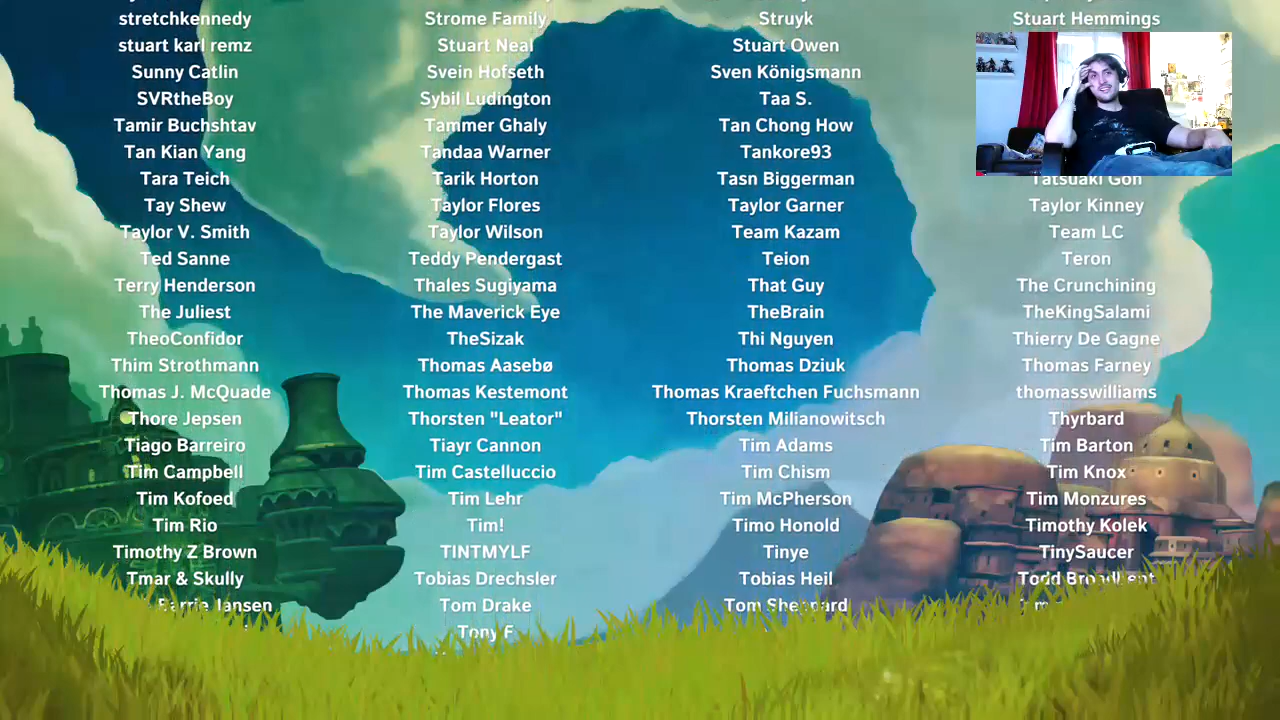 stretchkennedy Strome Family Struyk Stuart Hemmings
stuart karl remz Stuart Neal Stuart Owen
Sunny Catlin Svein Hofseth Sven Königsmann
SVRtheBoy Sybil Ludington Taa S.
Tamir Buchshtav Tammer Ghaly Tan Chong How
Tan Kian Yang Tandaa Warner Tankore93
Tara Teich Tarik Horton Tasn Biggerman Tatsuaki Goh
Tay Shew Taylor Flores Taylor Garner Taylor Kinney
Taylor V. Smith Taylor Wilson Team Kazam Team LC
Ted Sanne Teddy Pendergast Teion Teron
Terry Henderson Thales Sugiyama That Guy The Crunchining
The Juliest The Maverick Eye TheBrain TheKingSalami
TheoConfidor TheSizak Thi Nguyen Thierry De Gagne
Thim Strothmann Thomas Aasebø Thomas Dziuk Thomas Farney
Thomas J. McQuade Thomas Kestemont Thomas Kraeftchen Fuchsmann thomasswilliams
Thore Jepsen Thorsten "Leator" Thorsten Milianowitsch Thyrbard
Tiago Barreiro Tiayr Cannon Tim Adams Tim Barton
Tim Campbell Tim Castelluccio Tim Chism Tim Knox
Tim Kofoed Tim Lehr Tim McPherson Tim Monzures
Tim Rio Tim! Timo Honold Timothy Kolek
Timothy Z Brown TINTMYLF Tinye TinySaucer
Tmar & Skully Tobias Drechsler Tobias Heil Todd Broadbent
Barrie Jansen Tom Drake Tom Sheppard
Tony F